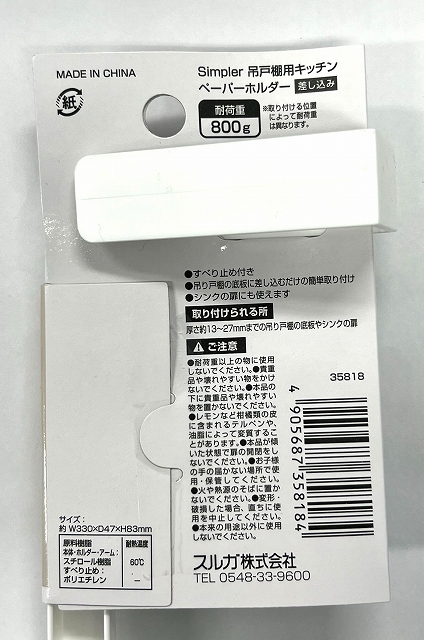 MADE IN CHINA
紙
Simpler 吊戸棚用キッチン
ペーパーホルダー 差し込み
耐荷重
800g
※取り付ける位置
によって耐荷重
は異なります。
●すべり止め付き
●吊り戸棚の底板に差し込むだけの簡単取り付け
●シンクの扉にも使えます
取り付けられる所
厚さ約13〜27mmまでの吊り戸棚の底板やシンクの扉
ご注意
●耐荷重以上の物に使用
しないでください。●貴重
品や壊れやすい物をかけ
ないでください。●本品の
下に貴重品や壊れやすい
物を置かないでください。
●レモンなど柑橘類の皮
に含まれるテルペンや、
油脂によって変質するこ
とがあります。●本品が傾
いた状態で扉の開閉をし
ないでください。●お子様
の手の届かない場所で使
用・保管してください。
●火や熱源のそばに置か
ないでください。●変形・
破損した場合、直ちに使
用を中止してください。
●本来の用途以外に使用
しないでください。
35818
4 905687 358184
サイズ:
約 W330×D47×H83mm
原料樹脂
耐熱温度
本体・ホルダー・アーム:
スチロール樹脂
60℃
すべり止め:
ポリエチレン
—
スルガ株式会社
TEL 0548-33-9600